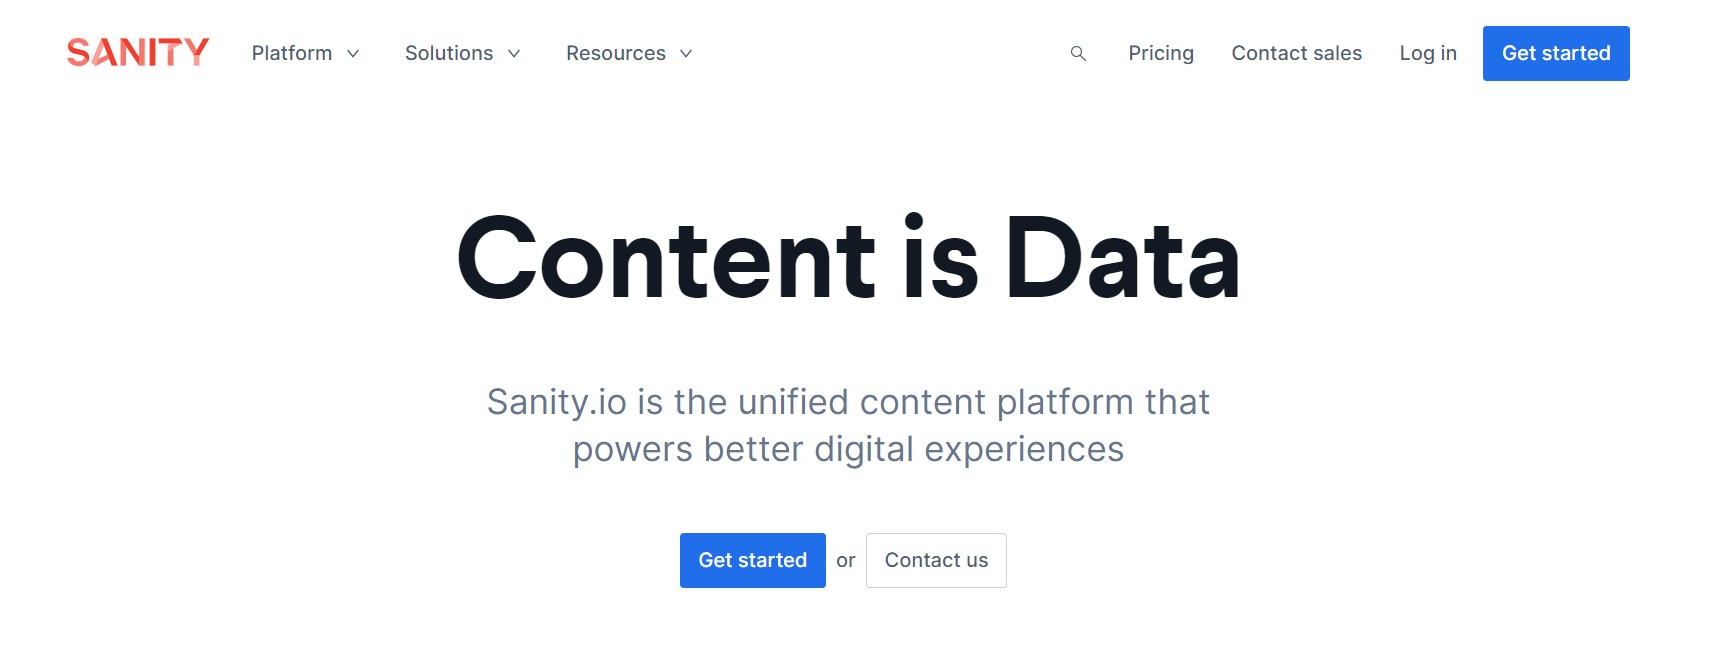 SANITY Platform Solutions Resources Pricing Contact sales Log in Get started
Content is Data
Sanity.io is the unified content platform that
powers better digital experiences
Get started or Contact us